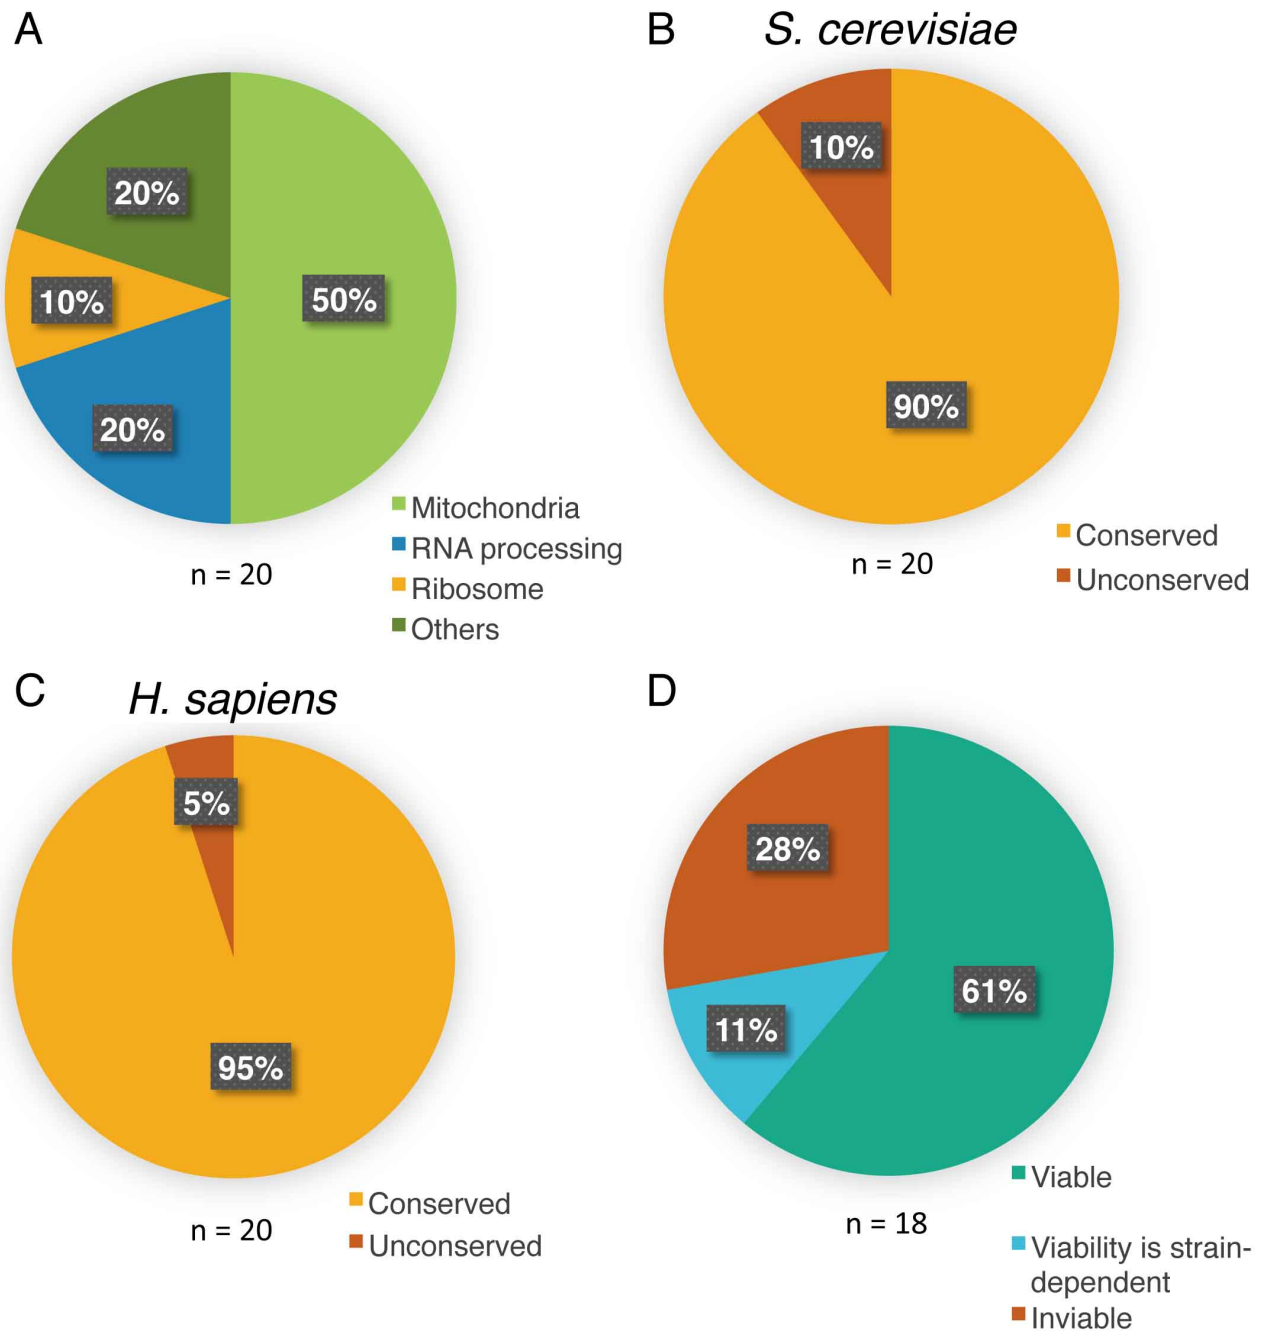 A
20%
10%
50%
20%
Mitochondria
RNA processing
Ribosome
Others
n = 20
B
S. cerevisiae
10%
90%
Conserved
Unconserved
n = 20
C
H. sapiens
5%
95%
Conserved
Unconserved
n = 20
D
28%
61%
11%
Viable
Viability is strain-
dependent
Inviable
n = 18